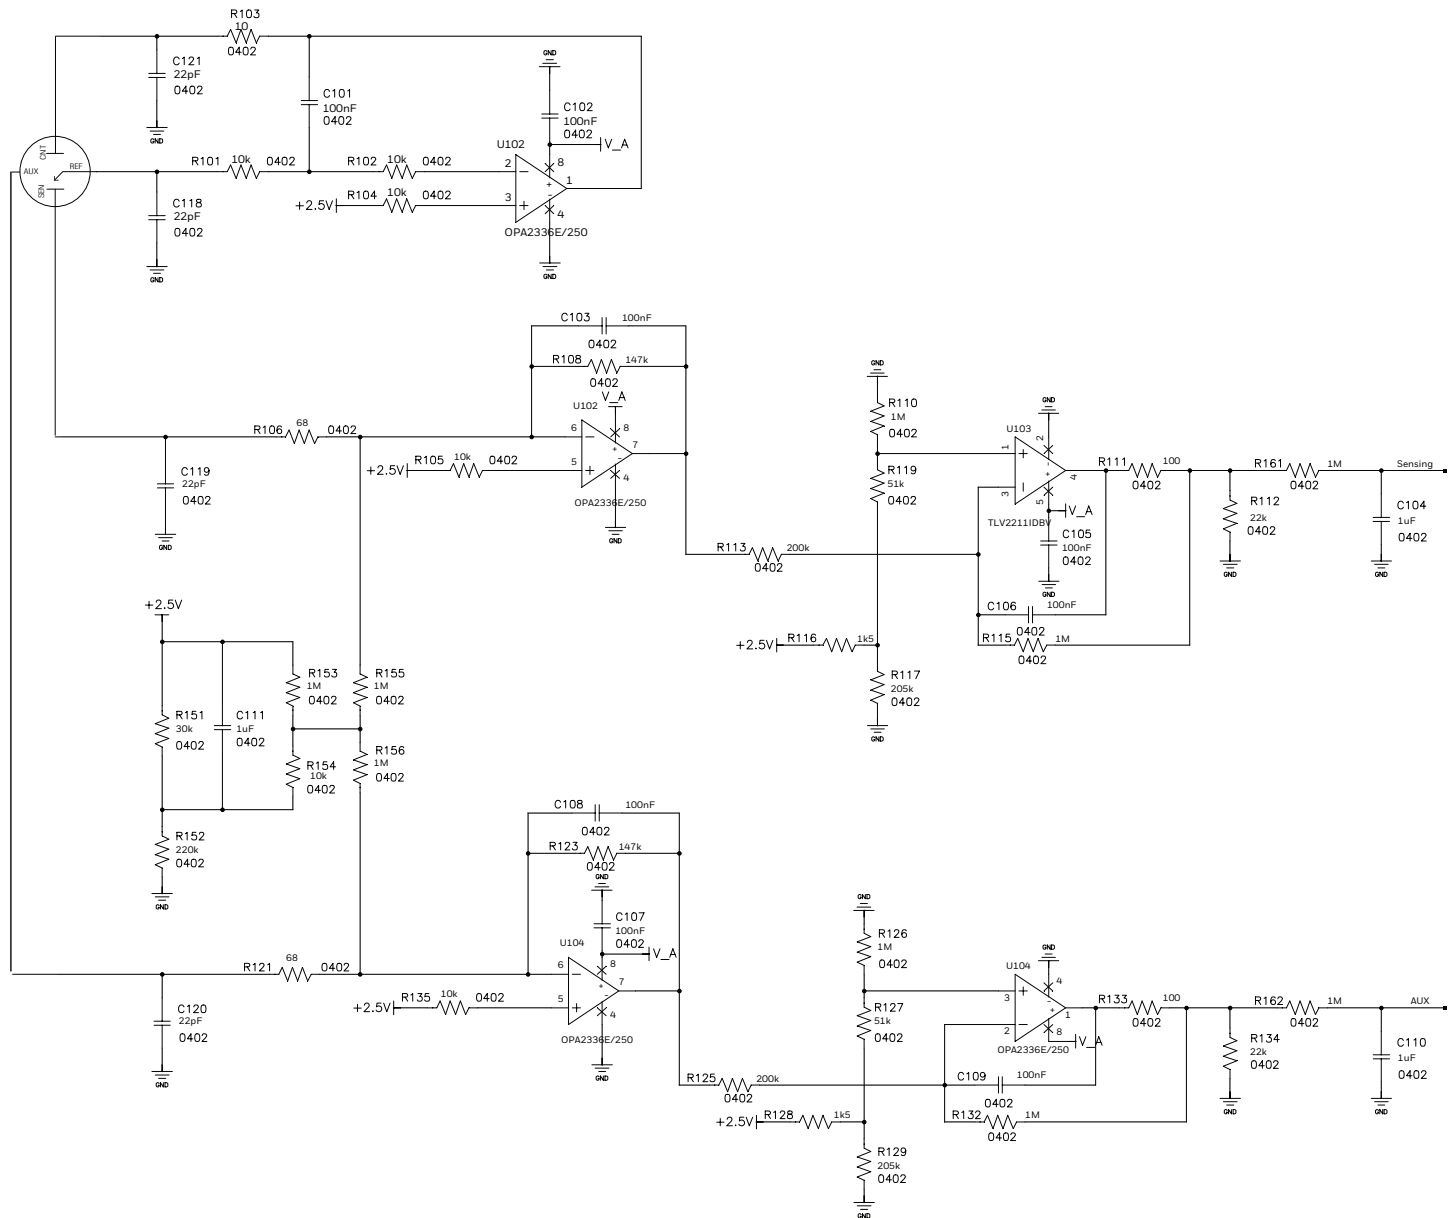 R103
10
0402
C121
22pF
0402
GND
C101
100nF
0402
GND
C102
100nF
0402
V_A
U102
CNT
AUX
REF
SEN
R101 10k 0402
R102 10k 0402
2
8
1
+2.5V R104 10k 0402
3
4
OPA2336E/250
C118
22pF
0402
GND
GND
C103 100nF
0402
R108 147k
0402
V_A
U102
8
R106 68 0402
6
7
+2.5V R105 10k 0402
5
4
OPA2336E/250
GND
C119
22pF
0402
GND
GND
R110
1M
0402
R119
51k
0402
GND
U103
2
1
4
3
5
TLV2211IDBV
V_A
C105
100nF
0402
GND
R111 100
0402
R161 1M
0402
Sensing
R112
22k
0402
GND
C104
1uF
0402
GND
R113 200k
0402
C106 100nF
0402
R115 1M
0402
+2.5V R116 1k5
R117
205k
0402
GND
+2.5V
R153
1M
0402
R155
1M
0402
R151
30k
0402
C111
1uF
0402
R154
10k
0402
R156
1M
0402
R152
220k
0402
GND
C108 100nF
0402
R123 147k
0402
GND
C107
100nF
0402
V_A
U104
8
R121 68 0402
6
7
+2.5V R135 10k 0402
5
4
OPA2336E/250
GND
C120
22pF
0402
GND
GND
R126
1M
0402
R127
51k
0402
GND
U104
4
3
1
2
8
V_A
OPA2336E/250
R133 100
0402
R162 1M
0402
AUX
R134
22k
0402
GND
C110
1uF
0402
GND
R125 200k
0402
C109 100nF
0402
R132 1M
0402
+2.5V R128 1k5
R129
205k
0402
GND